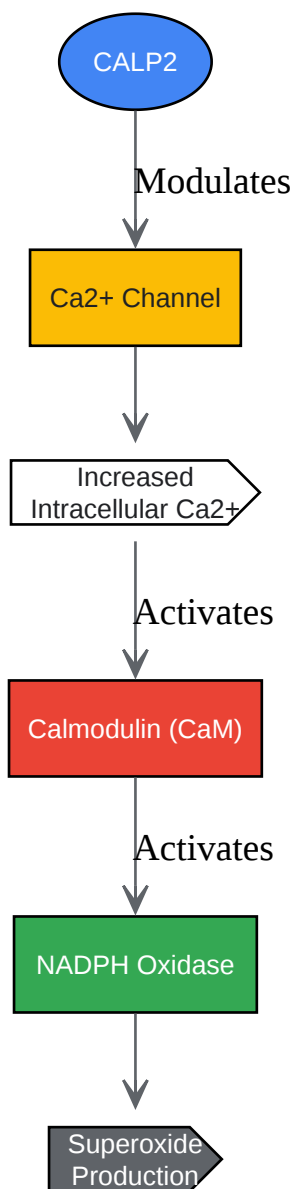 CALP2
Modulates
Ca2+ Channel
Increased
Intracellular Ca2+
Activates
Calmodulin (CaM)
Activates
NADPH Oxidase
Superoxide
Production